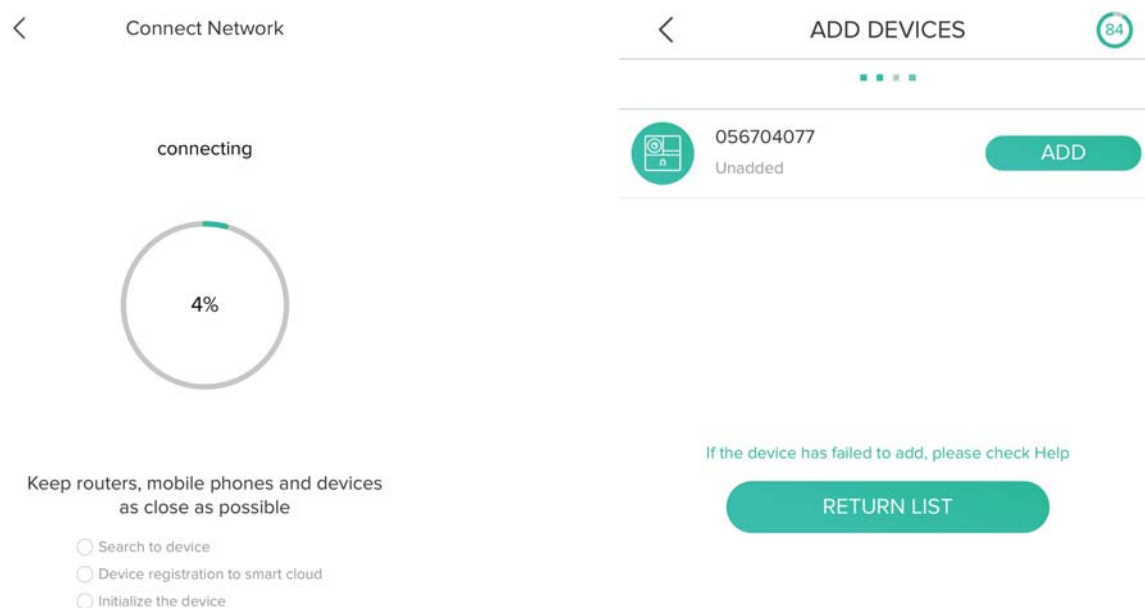 Connect Network
connecting
4%
Keep routers, mobile phones and devices
as close as possible
Search to device
Device registration to smart cloud
Initialize the device
ADD DEVICES
84
056704077
Unadded
ADD
If the device has failed to add, please check Help
RETURN LIST